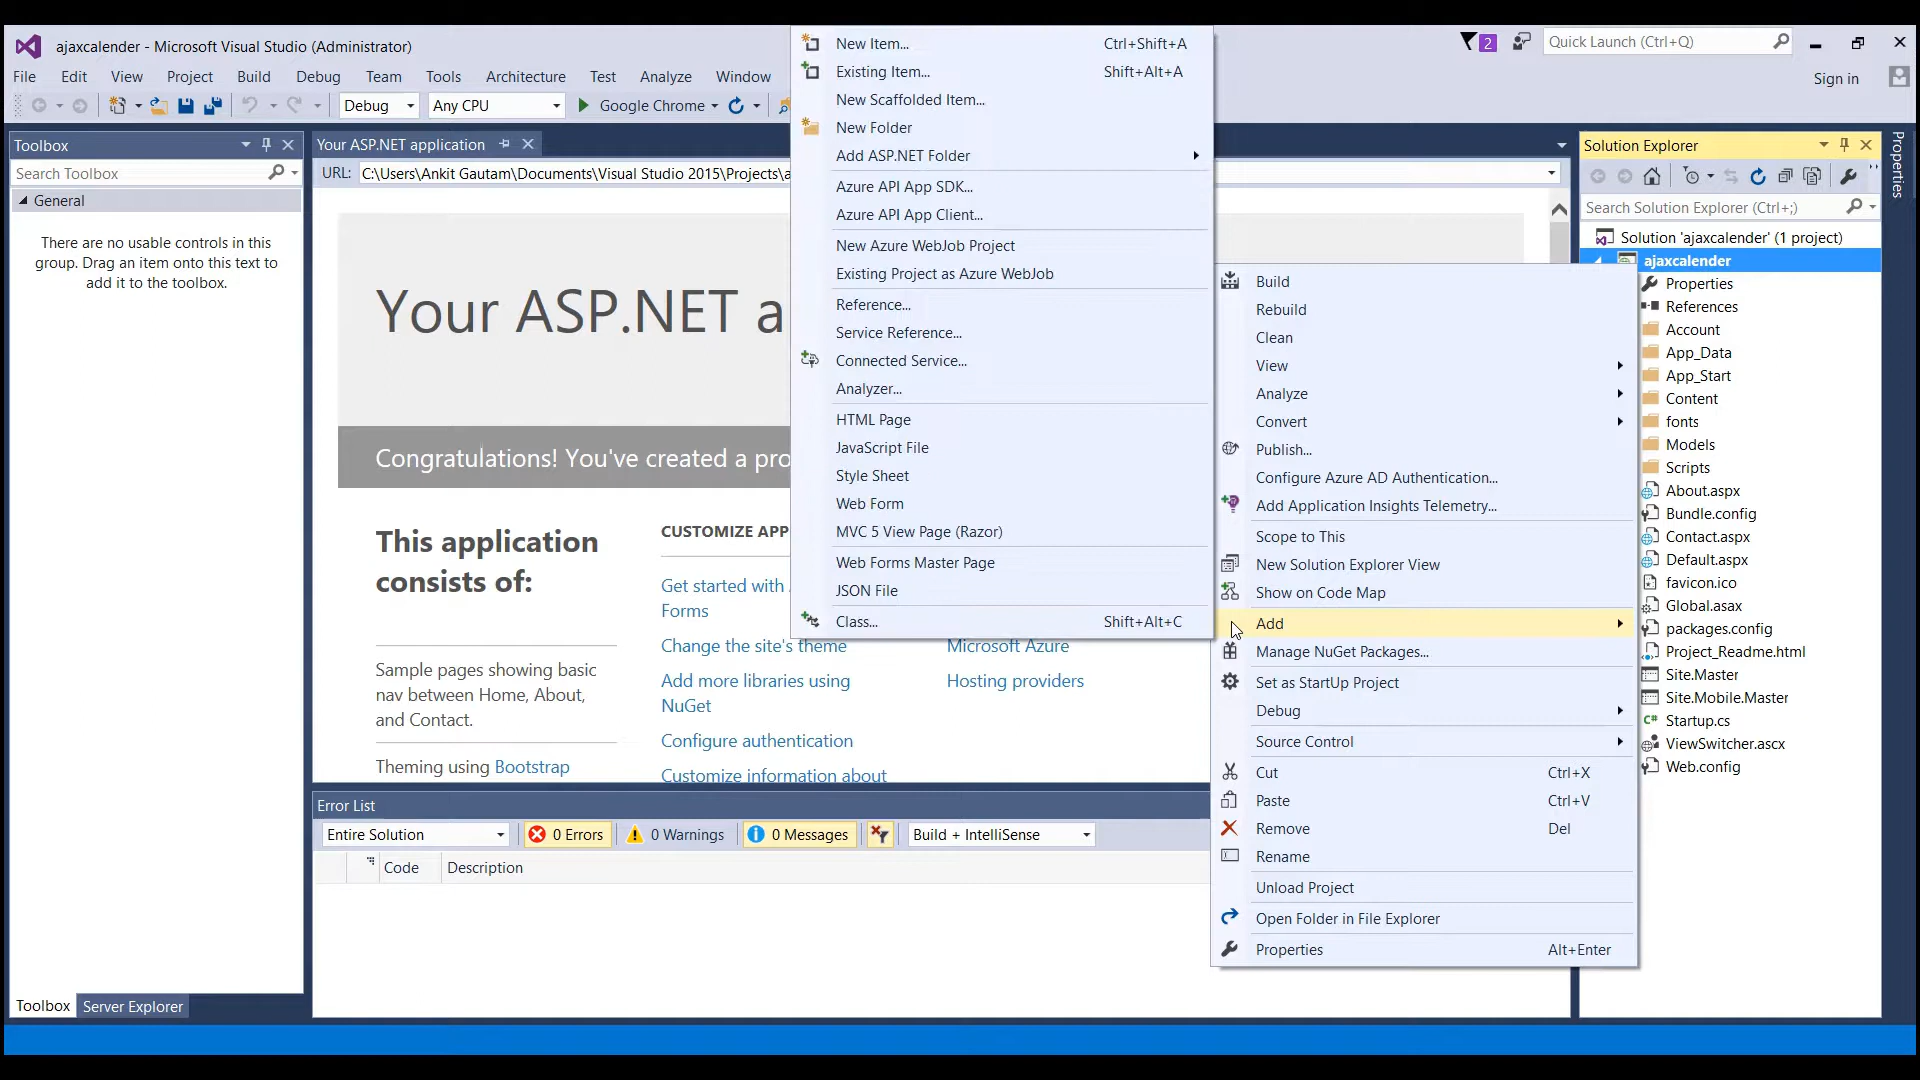 ajaxcalender - Microsoft Visual Studio (Administrator)
2
Quick Launch (Ctrl+Q)
File Edit View Project Build Debug Team Tools Architecture Test Analyze Window
Sign in
Debug
Any CPU
Google Chrome
Toolbox
Search Toolbox
General
There are no usable controls in this
group. Drag an item onto this text to
add it to the toolbox.
Toolbox
Server Explorer
Your ASP.NET application
URL: C:\Users\Ankit Gautam\Documents\Visual Studio 2015\Projects\a
Your ASP.NET a
Congratulations! You've created a pro
This application
consists of:
Sample pages showing basic
nav between Home, About,
and Contact.
Theming using Bootstrap
CUSTOMIZE APP
Get started with
Forms
Change the site's theme
Add more libraries using
NuGet
Configure authentication
Customize information about
Microsoft Azure
Hosting providers
Error List
Entire Solution
0 Errors
0 Warnings
0 Messages
Build + IntelliSense
Code
Description
New Item... Ctrl+Shift+A
Existing Item... Shift+Alt+A
New Scaffolded Item...
New Folder
Add ASP.NET Folder
Azure API App SDK...
Azure API App Client...
New Azure WebJob Project
Existing Project as Azure WebJob
Reference...
Service Reference...
Connected Service...
Analyzer...
HTML Page
JavaScript File
Style Sheet
Web Form
MVC 5 View Page (Razor)
Web Forms Master Page
JSON File
Class... Shift+Alt+C
Build
Rebuild
Clean
View
Analyze
Convert
Publish...
Configure Azure AD Authentication...
Add Application Insights Telemetry...
Scope to This
New Solution Explorer View
Show on Code Map
Add
Manage NuGet Packages...
Set as StartUp Project
Debug
Source Control
Cut Ctrl+X
Paste Ctrl+V
Remove Del
Rename
Unload Project
Open Folder in File Explorer
Properties Alt+Enter
Solution Explorer
Search Solution Explorer (Ctrl+;)
Solution 'ajaxcalender' (1 project)
ajaxcalender
Properties
References
Account
App_Data
App_Start
Content
fonts
Models
Scripts
About.aspx
Bundle.config
Contact.aspx
Default.aspx
favicon.ico
Global.asax
packages.config
Project_Readme.html
Site.Master
Site.Mobile.Master
C# Startup.cs
ViewSwitcher.ascx
Web.config
Properties